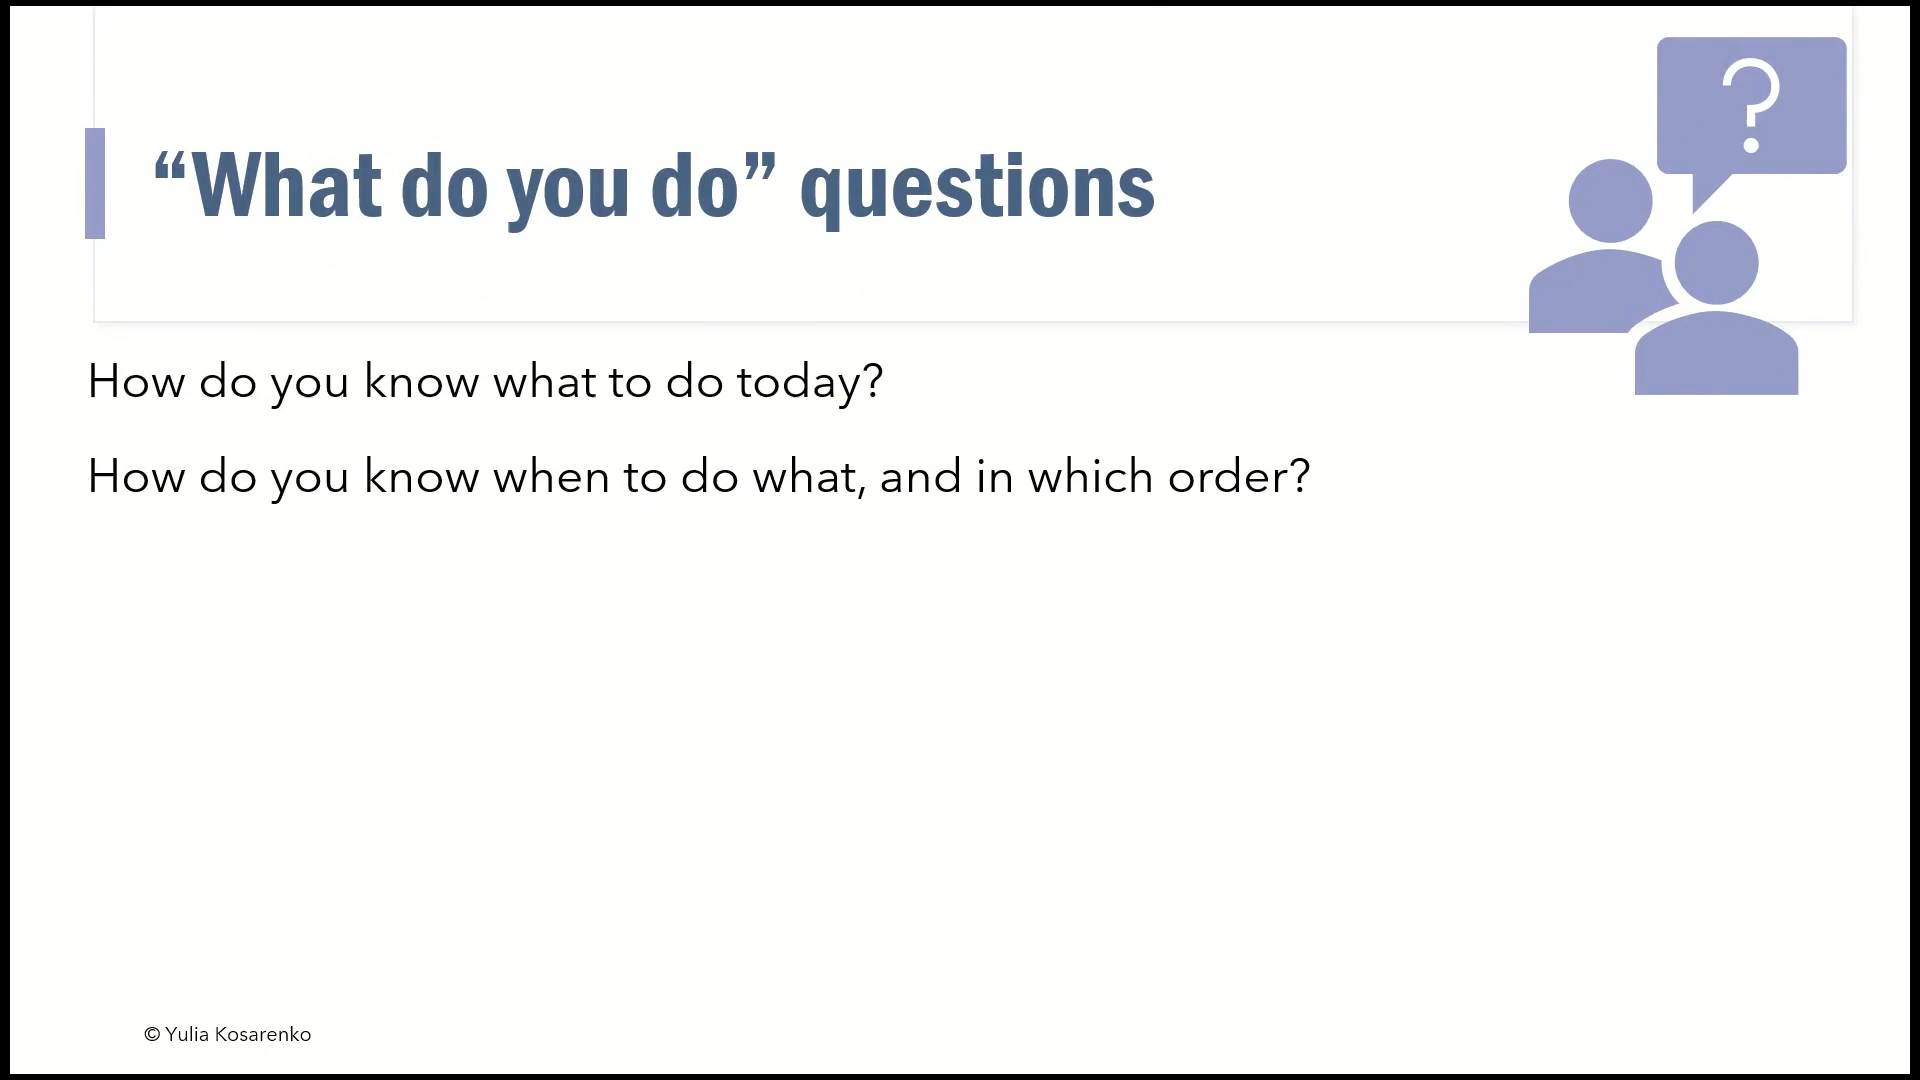 “What do you do” questions
?
How do you know what to do today?
How do you know when to do what, and in which order?
© Yulia Kosarenko